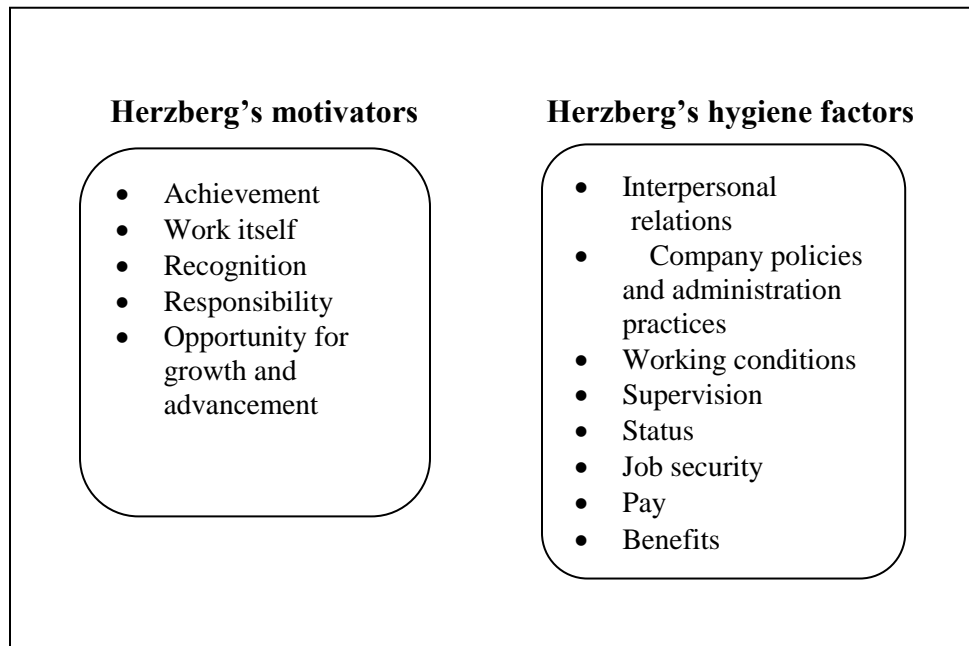 Herzberg’s motivators
• Achievement
• Work itself
• Recognition
• Responsibility
• Opportunity for
growth and
advancement
Herzberg’s hygiene factors
• Interpersonal
relations
• Company policies
and administration
practices
• Working conditions
• Supervision
• Status
• Job security
• Pay
• Benefits